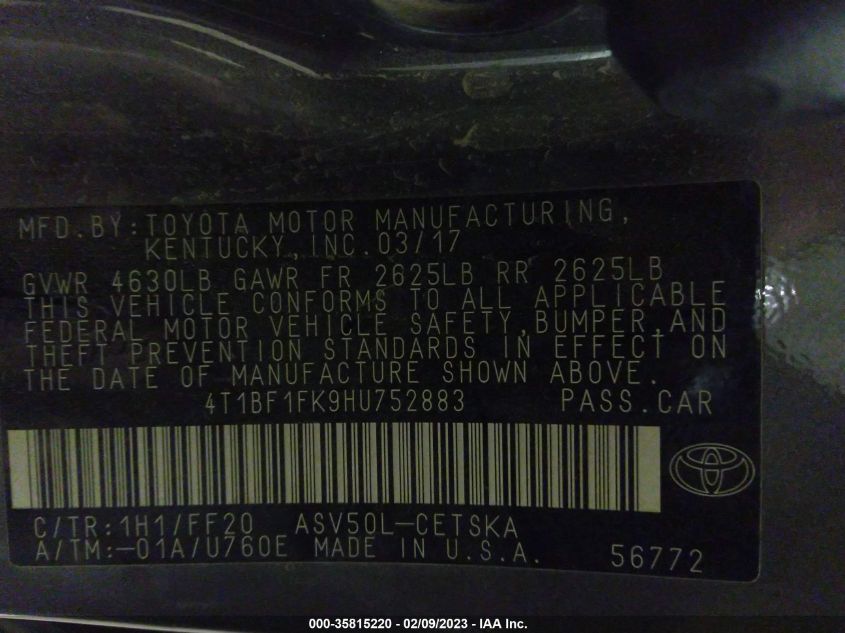 MFD. BY: TOYOTA MOTOR MANUFACTURING,
KENTUCKY, INC. 03/17
GVWR 4630LB GAWR FR 2625LB RR 2625LB
THIS VEHICLE CONFORMS TO ALL APPLICABLE
FEDERAL MOTOR VEHICLE SAFETY, BUMPER, AND
THEFT PREVENTION STANDARDS IN EFFECT ON
THE DATE OF MANUFACTURE SHOWN ABOVE.
4T1BF1FK9HU752883 PASS. CAR
C/TR: 1H1/FF20 ASV50L-CETSKA
A/TM: -01A/U760E MADE IN U.S.A. 56772
000-35815220 - 02/09/2023 - IAA Inc.